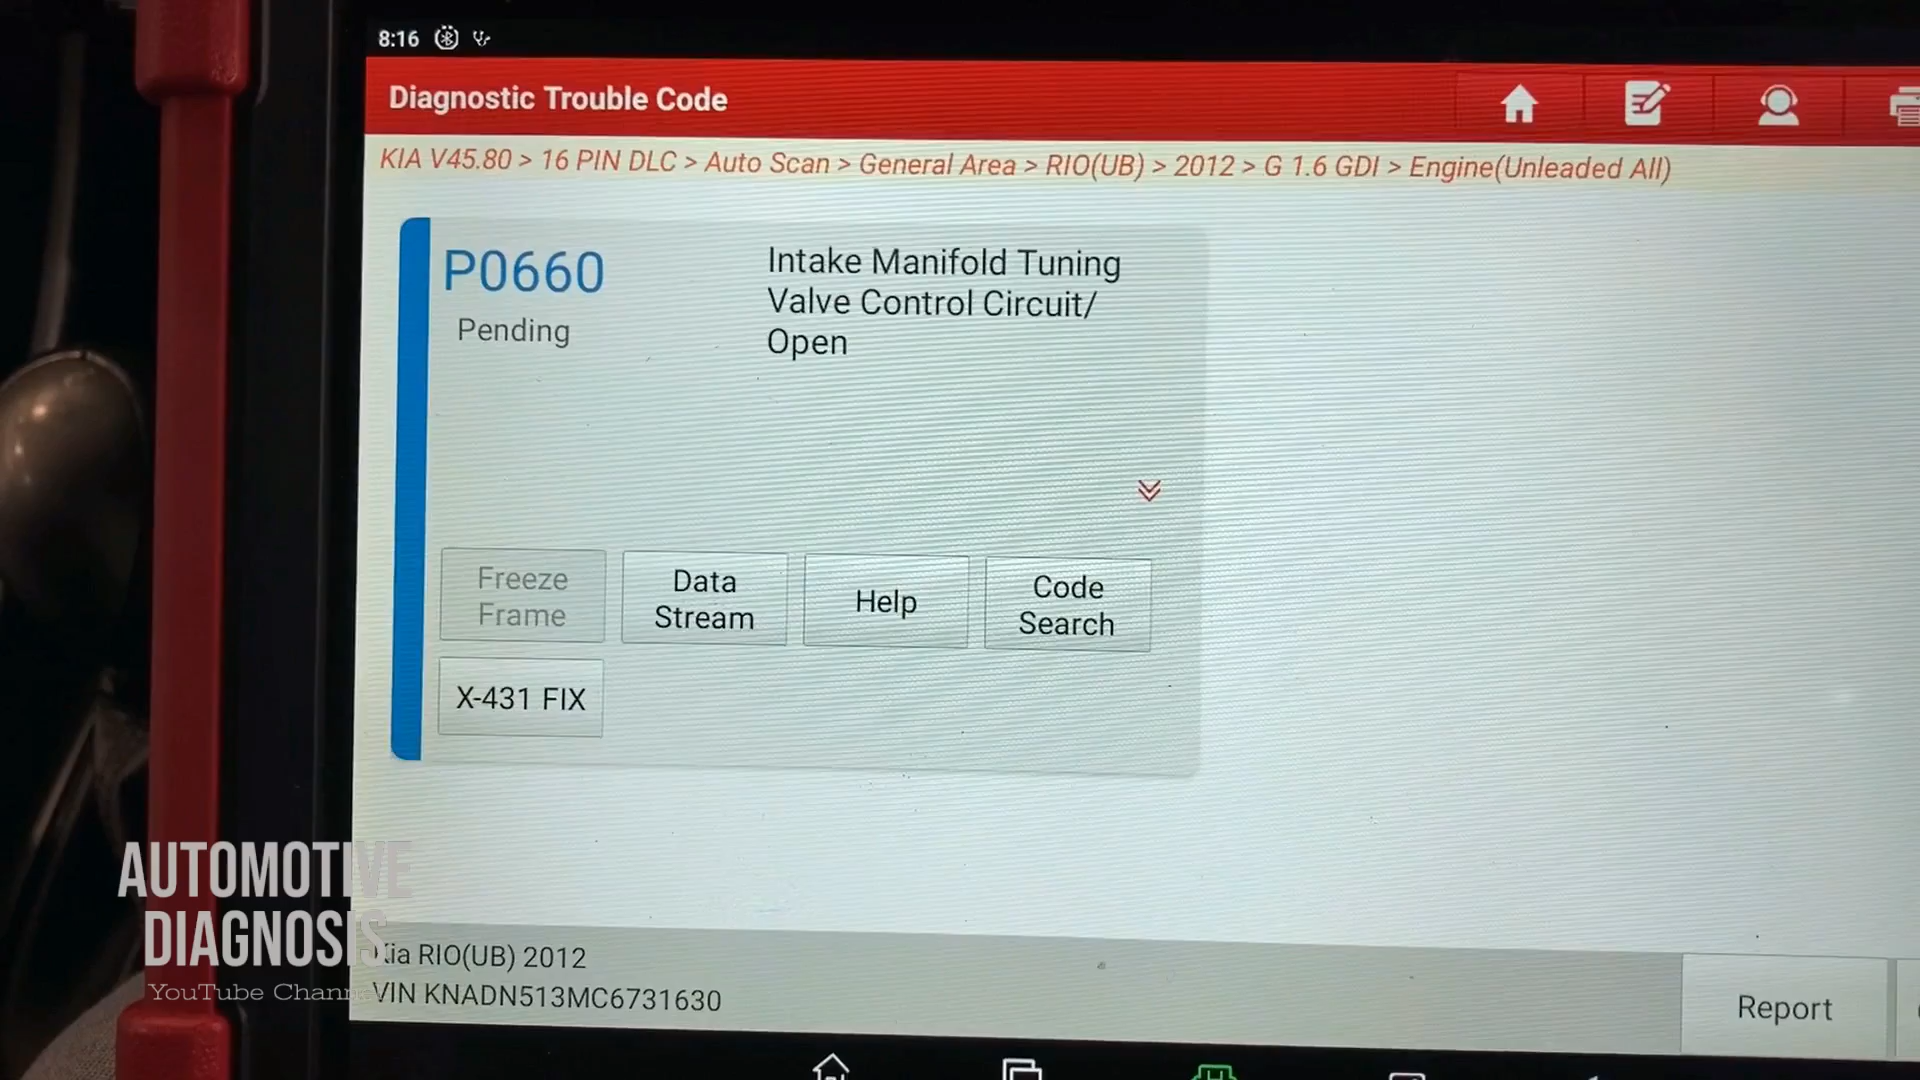 8:16
Diagnostic Trouble Code
KIA V45.80 > 16 PIN DLC > Auto Scan > General Area > RIO(UB) > 2012 > G 1.6 GDI > Engine(Unleaded All)
P0660
Pending
Intake Manifold Tuning
Valve Control Circuit/
Open
Freeze
Frame
Data
Stream
Help
Code
Search
X-431 FIX
AUTOMOTIVE
DIAGNOSIS
YouTube Channel
Kia RIO(UB) 2012
VIN KNADN513MC6731630
Report